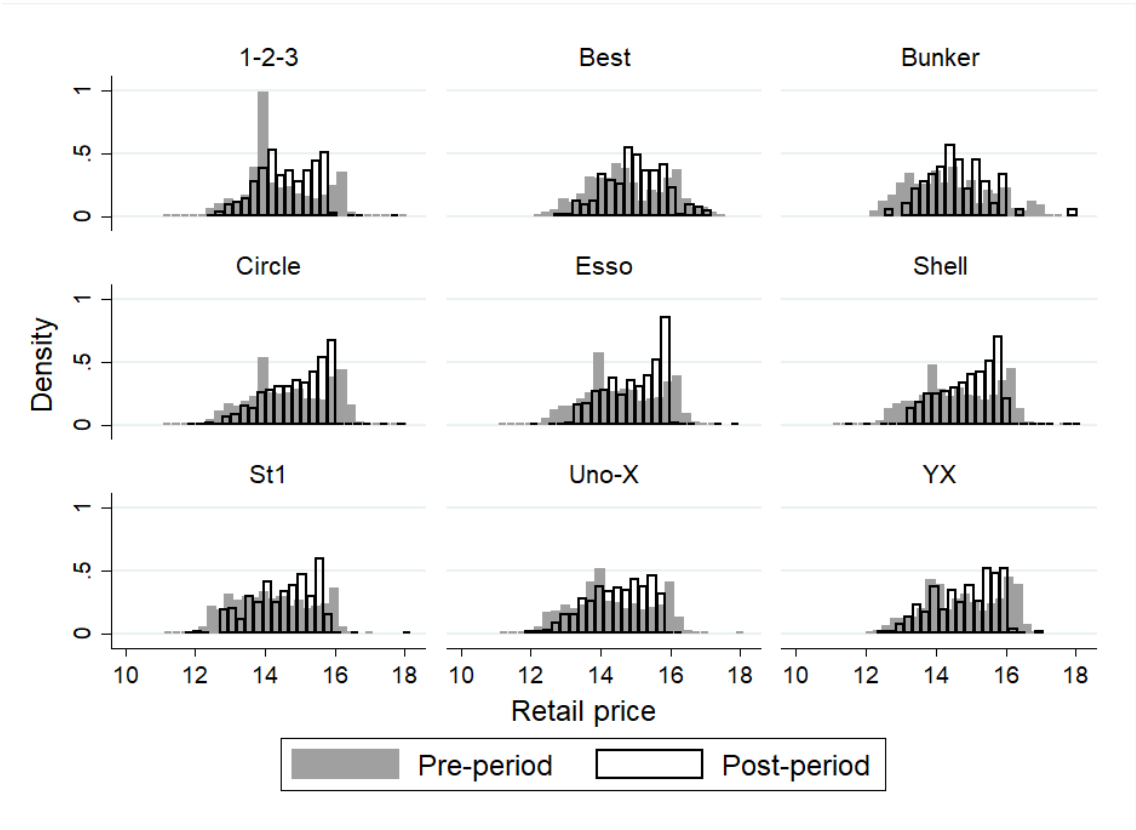 1-2-3 Best Bunker
1
.5
0
Circle Esso Shell
1
.5
0
St1 Uno-X YX
1
.5
0
Density
10 12 14 16 18 10 12 14 16 18 10 12 14 16 18
Retail price
Pre-period Post-period